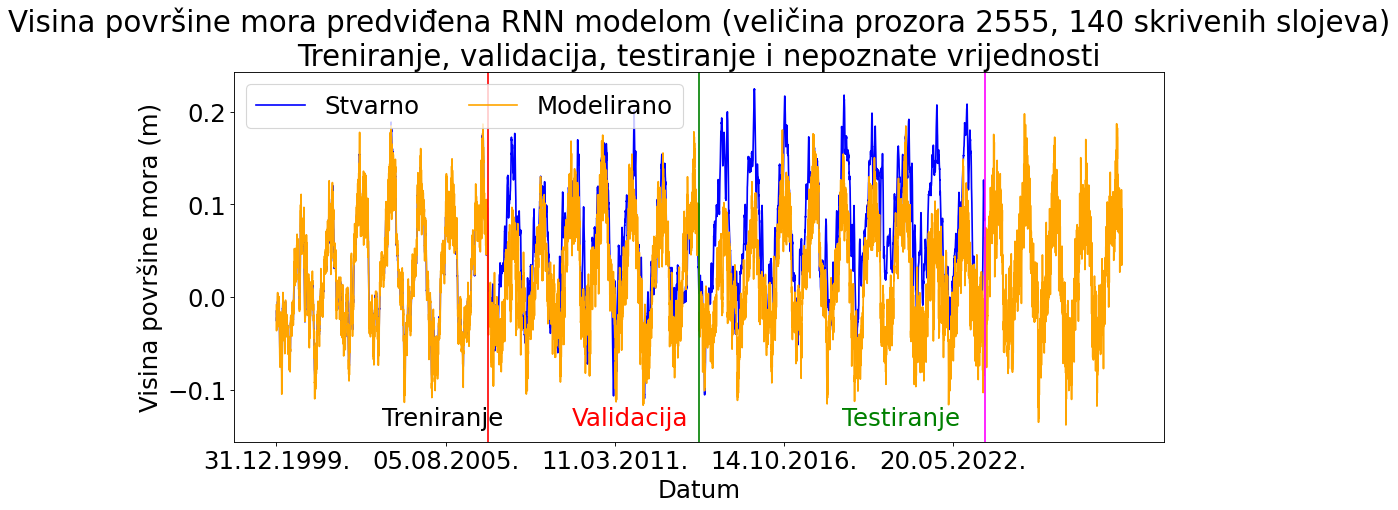 Visina površine mora predviđena RNN modelom (veličina prozora 2555, 140 skrivenih slojeva)
Treniranje, validacija, testiranje i nepoznate vrijednosti
Stvarno Modelirano
Visina površine mora (m)
0.2
0.1
0.0
−0.1
Treniranje Validacija Testiranje
31.12.1999. 05.08.2005. 11.03.2011. 14.10.2016. 20.05.2022.
Datum